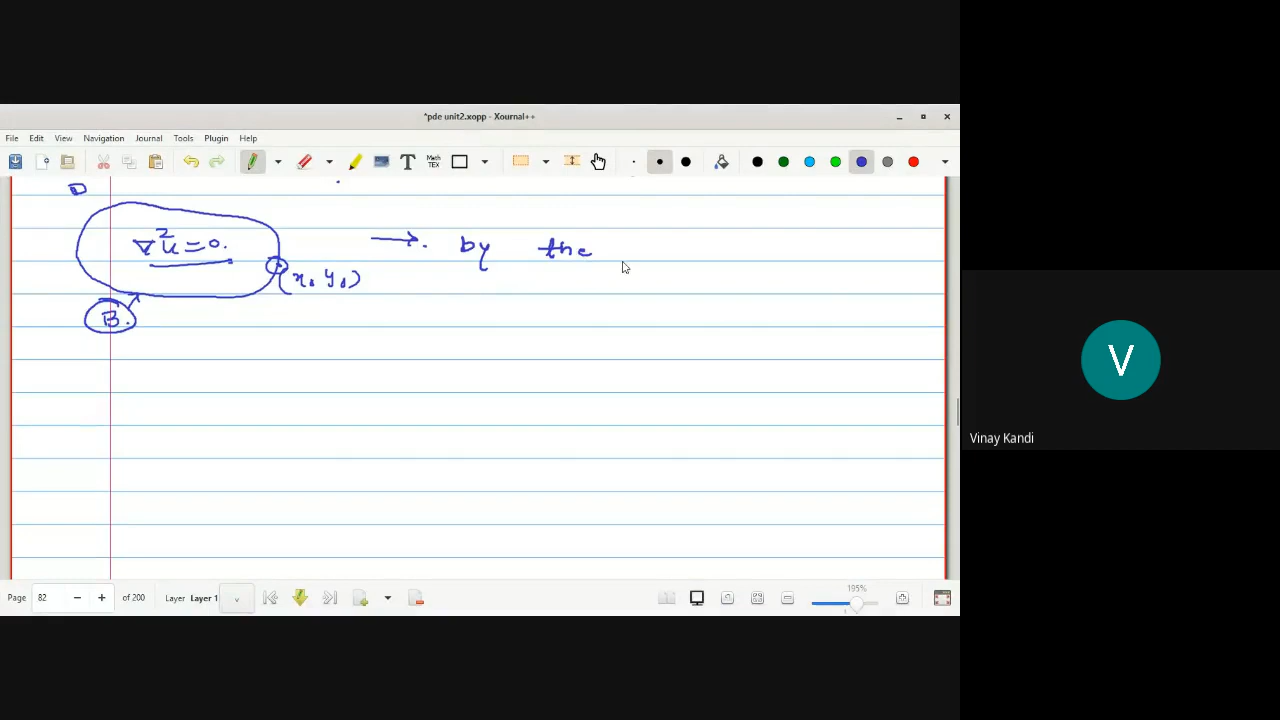 *pde unit2.xopp - Xournal++
File Edit View Navigation Journal Tools Plugin Help
D
∇²u=0. → . by the
(x₀ y₀)
B.
V
Vinay Kandi
Page 82 of 200 Layer Layer 1 195%